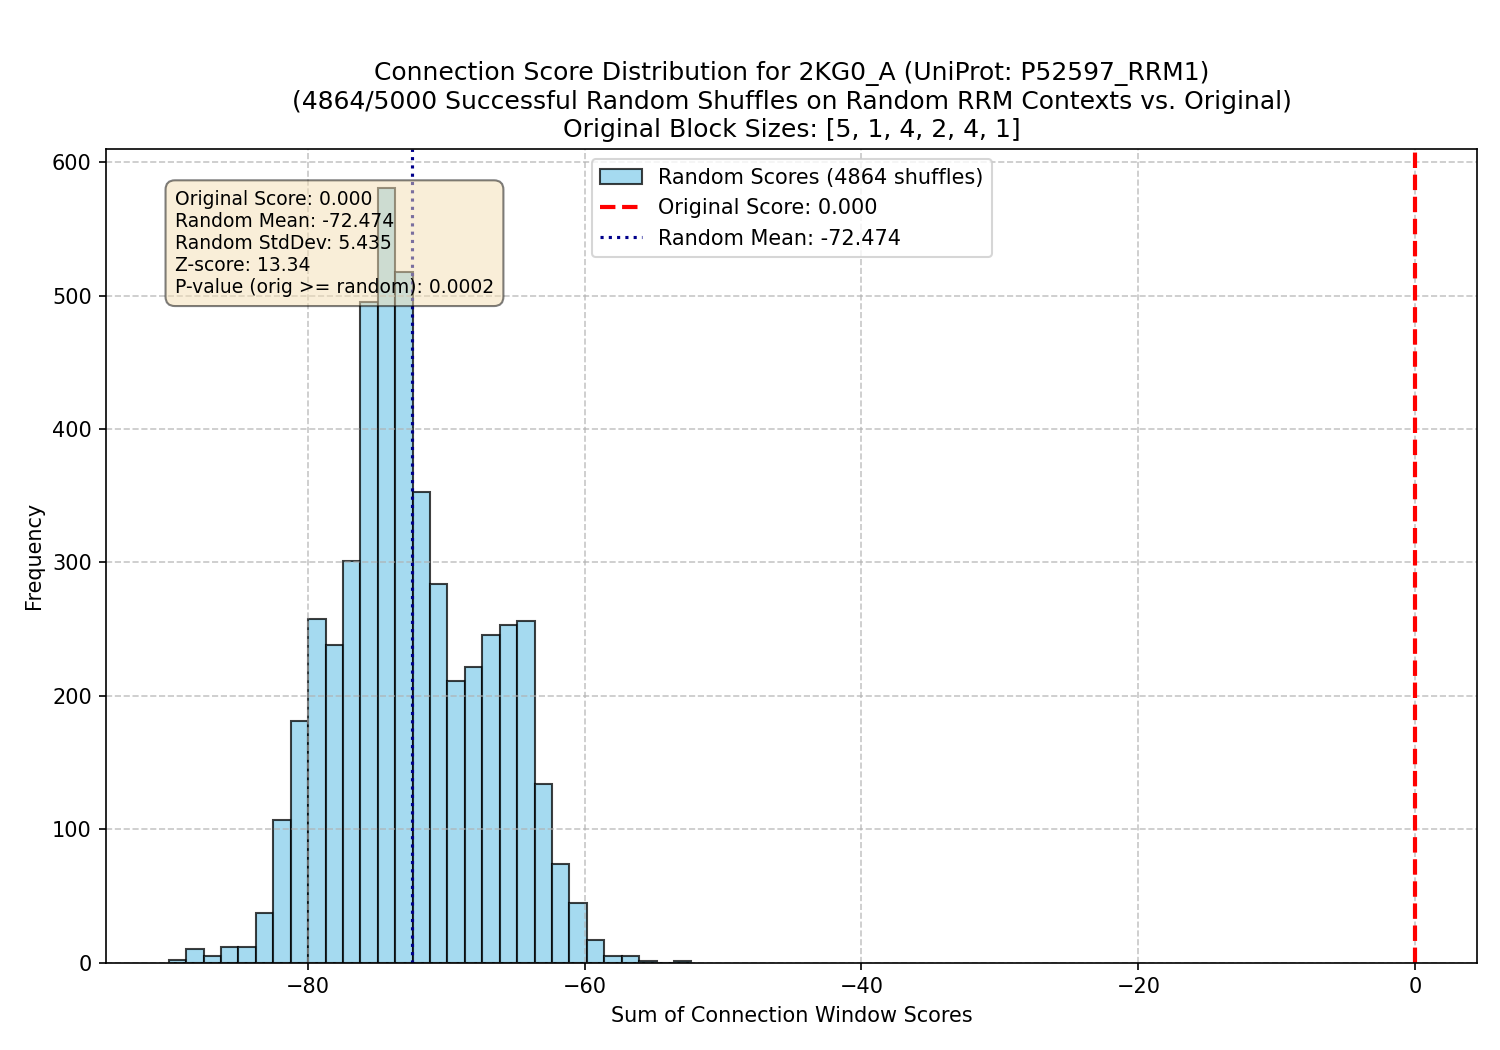 Connection Score Distribution for 2KG0_A (UniProt: P52597_RRM1)
(4864/5000 Successful Random Shuffles on Random RRM Contexts vs. Original)
Original Block Sizes: [5, 1, 4, 2, 4, 1]
Original Score: 0.000
Random Mean: -72.474
Random StdDev: 5.435
Z-score: 13.34
P-value (orig >= random): 0.0002
Random Scores (4864 shuffles)
Original Score: 0.000
Random Mean: -72.474
Frequency
600
500
400
300
200
100
0
−80
−60
−40
−20
0
Sum of Connection Window Scores